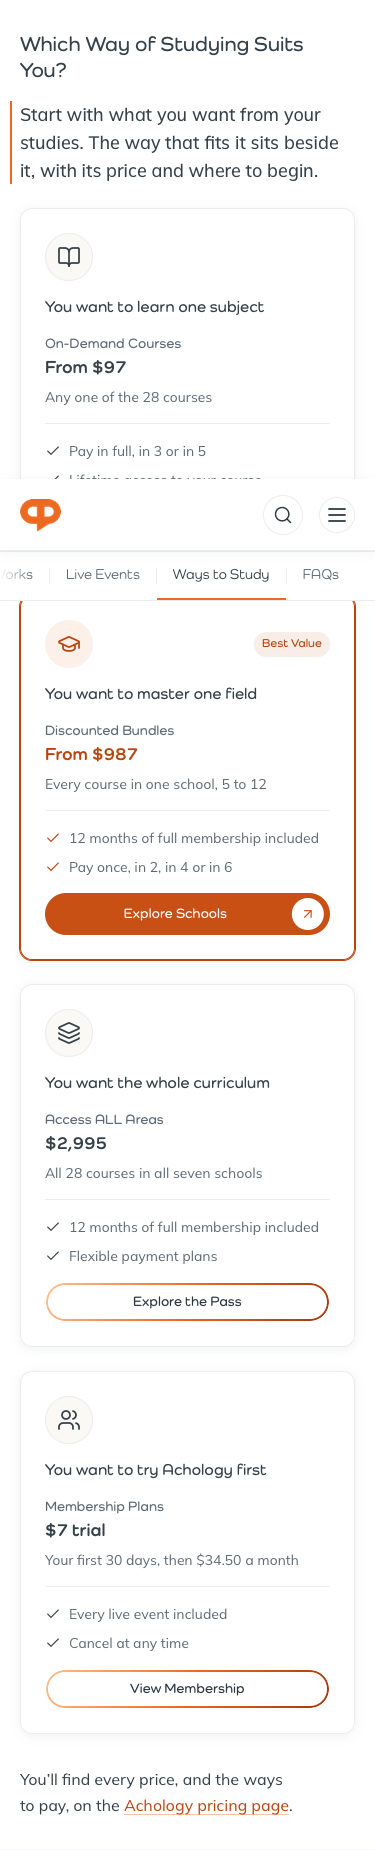 Which Way of Studying Suits
You?
Start with what you want from your
studies. The way that fits it sits beside
it, with its price and where to begin.
You want to learn one subject
On-Demand Courses
From $97
Any one of the 28 courses
Pay in full, in 3 or in 5
Lifetime access to your course
Live Events
Ways to Study
FAQs
Best Value
You want to master one field
Discounted Bundles
From $987
Every course in one school, 5 to 12
12 months of full membership included
Pay once, in 2, in 4 or in 6
Explore Schools
You want the whole curriculum
Access ALL Areas
$2,995
All 28 courses in all seven schools
12 months of full membership included
Flexible payment plans
Explore the Pass
You want to try Achology first
Membership Plans
$7 trial
Your first 30 days, then $34.50 a month
Every live event included
Cancel at any time
View Membership
You’ll find every price, and the ways
to pay, on the Achology pricing page.